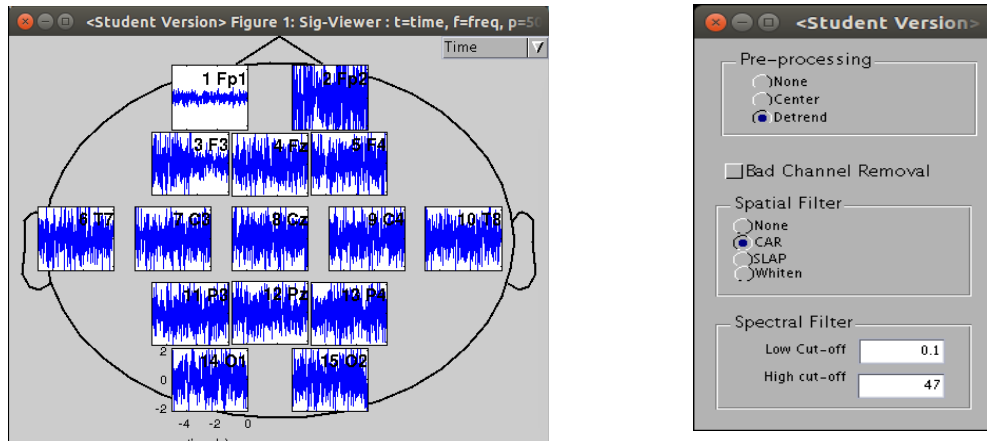 <Student Version> Figure 1: Sig-Viewer : t=time, f=freq, p=50
Time
1 Fp1
2 Fp2
3 F3
4 Fz
5 F4
6 T7
7 C3
8 Cz
9 C4
10 T8
11 P3
12 Pz
13 P4
14 O1
15 O2
2
0
-2
-4 -2 0
<Student Version>
Pre-processing
None
Center
Detrend
Bad Channel Removal
Spatial Filter
None
CAR
SLAP
Whiten
Spectral Filter
Low Cut-off 0.1
High cut-off 47